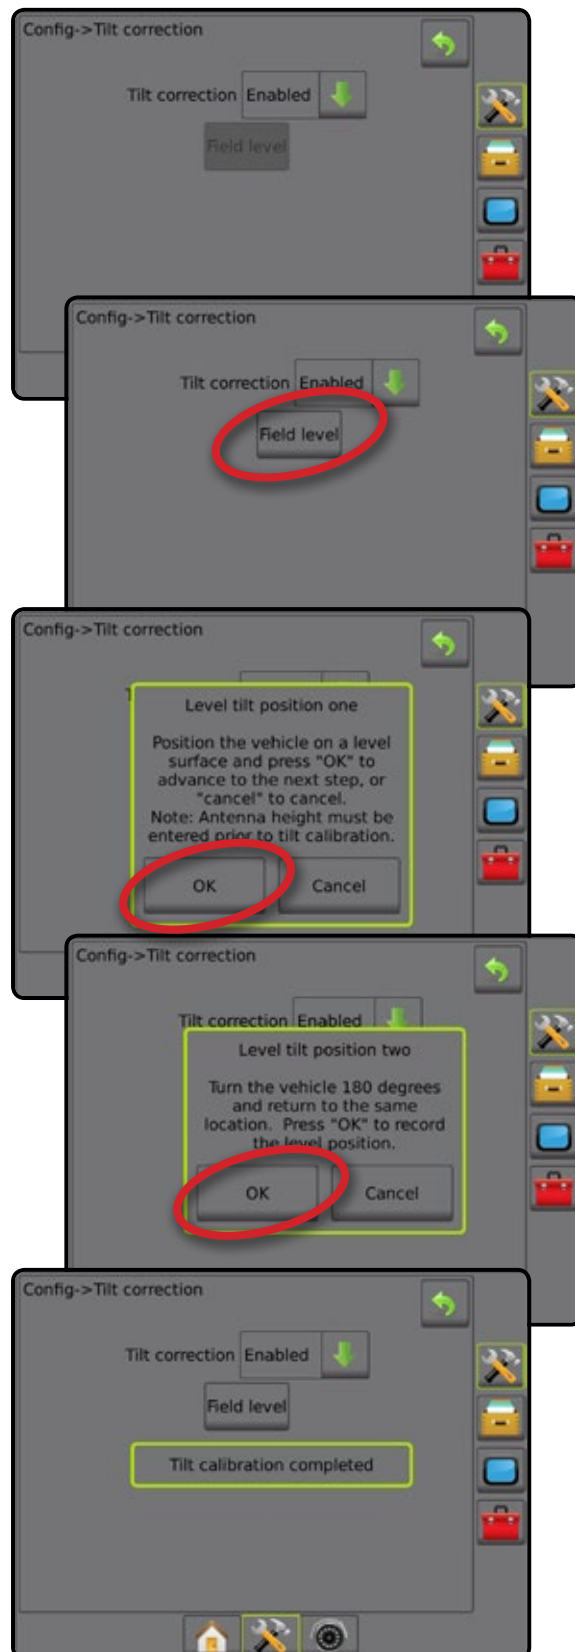 Config->Tilt correction
Tilt correction Enabled
Field level
Config->Tilt correction
Tilt correction Enabled
Field level
Config->Tilt correction
Level tilt position one
Position the vehicle on a level
surface and press "OK" to
advance to the next step, or
"cancel" to cancel.
Note: Antenna height must be
entered prior to tilt calibration.
OK Cancel
Config->Tilt correction
Tilt correction Enabled
Level tilt position two
Turn the vehicle 180 degrees
and return to the same
location. Press "OK" to record
the level position.
OK Cancel
Config->Tilt correction
Tilt correction Enabled
Field level
Tilt calibration completed